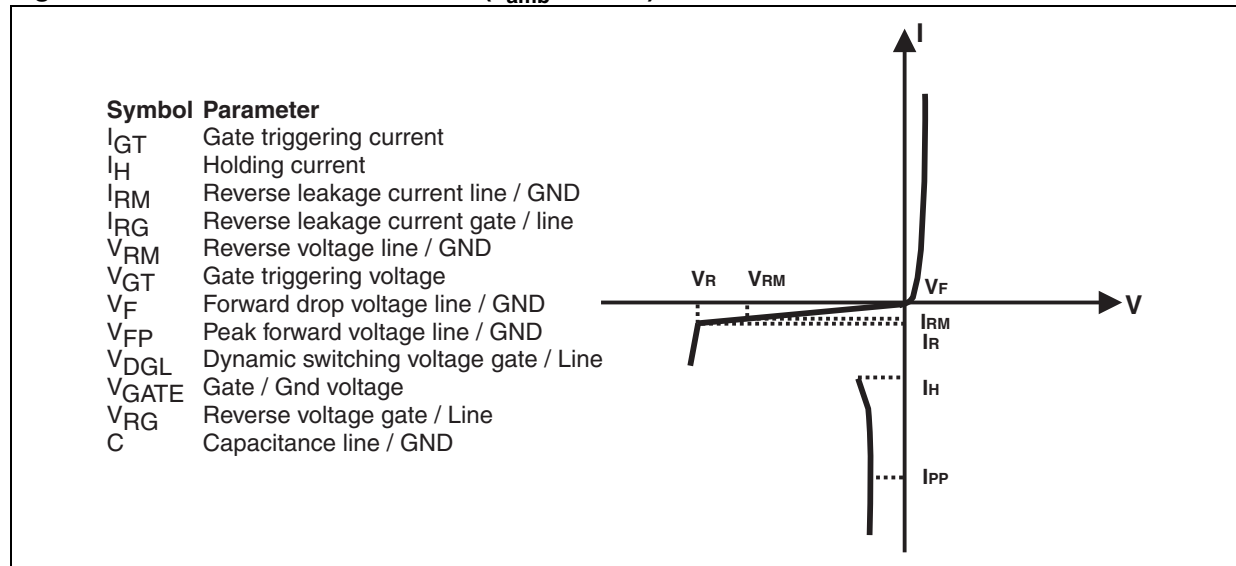 Symbol Parameter
IGT Gate triggering current
IH Holding current
IRM Reverse leakage current line / GND
IRG Reverse leakage current gate / line
VRM Reverse voltage line / GND
VGT Gate triggering voltage
VF Forward drop voltage line / GND
VFP Peak forward voltage line / GND
VDGL Dynamic switching voltage gate / Line
VGATE Gate / Gnd voltage
VRG Reverse voltage gate / Line
C Capacitance line / GND
I
VR VRM VF
V
IRM
IR
IH
IPP